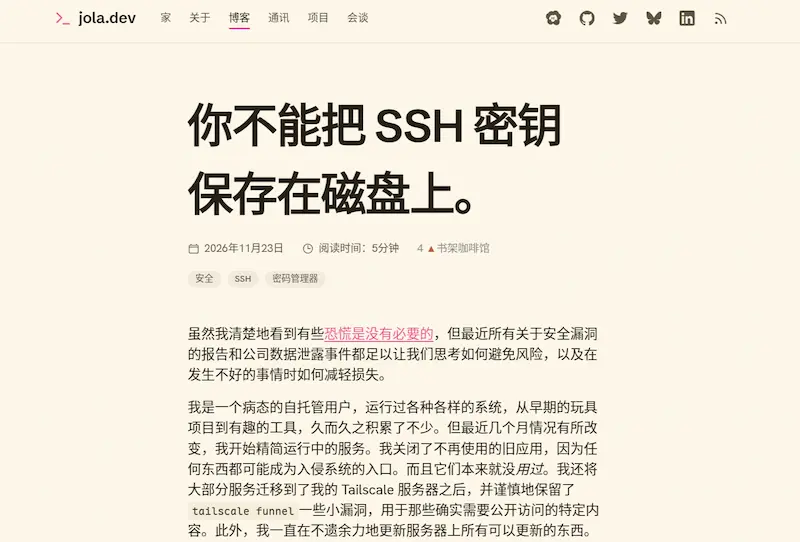 jola.dev 家 关于 博客 通讯 项目 会谈
你不能把 SSH 密钥
保存在磁盘上。
2026年11月23日 阅读时间：5分钟 4 ▲书架咖啡馆
安全 SSH 密码管理器
虽然我清楚地看到有些恐慌是没有必要的，但最近所有关于安全漏洞
的报告和公司数据泄露事件都足以让我们思考如何避免风险，以及在
发生不好的事情时如何减轻损失。
我是一个病态的自托管用户，运行过各种各样的系统，从早期的玩具
项目到有趣的工具，久而久之积累了不少。但最近几个月情况有所改
变，我开始精简运行中的服务。我关闭了不再使用的旧应用，因为任
何东西都可能成为入侵系统的入口。而且它们本来就没用过。我还将
大部分服务迁移到了我的 Tailscale 服务器之后，并谨慎地保留了
tailscale funnel 一些小漏洞，用于那些确实需要公开访问的特定内
容。此外，我一直在不遗余力地更新服务器上所有可以更新的东西。